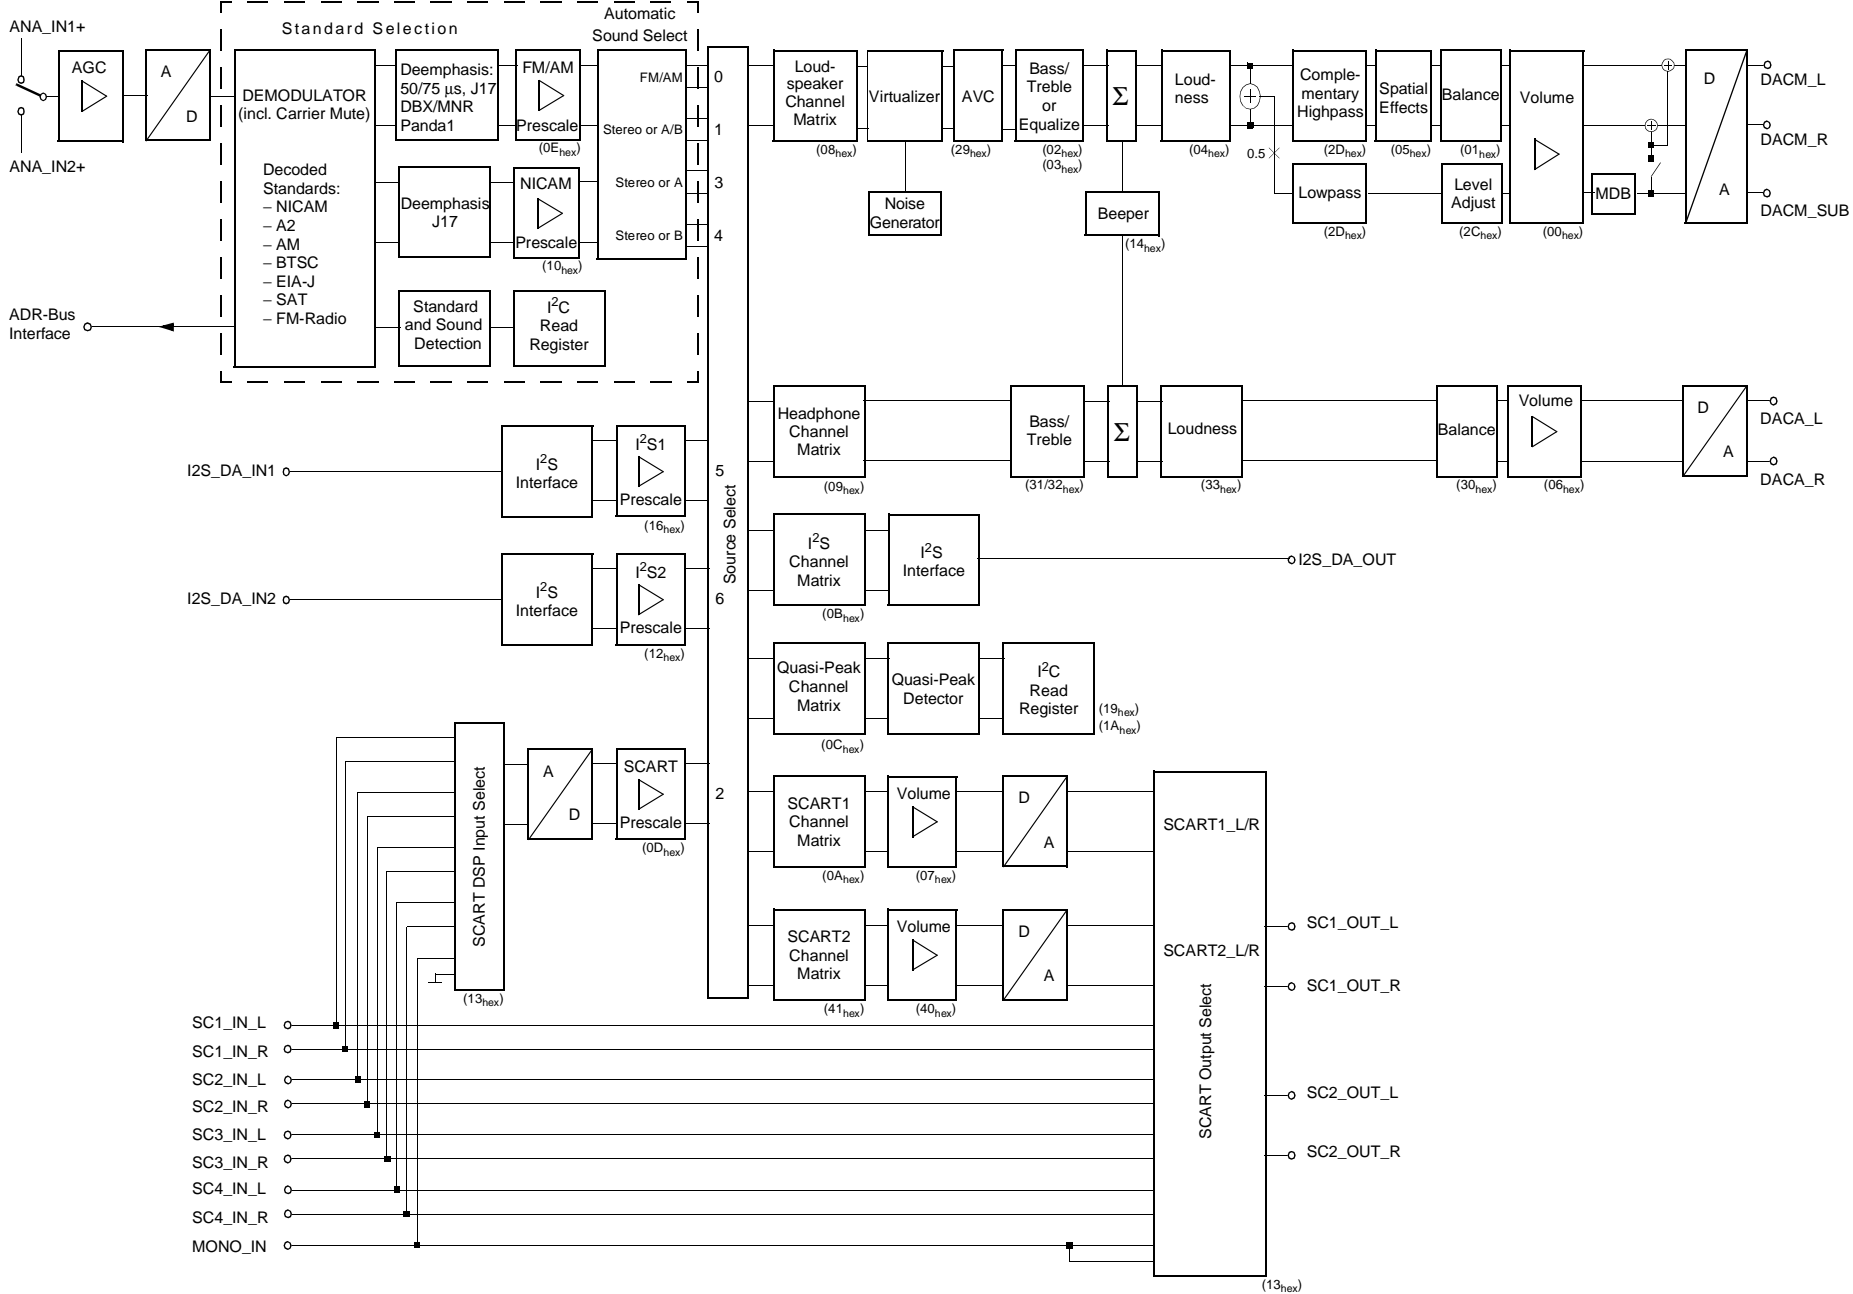 ANA_IN1+
ANA_IN2+
AGC
A
D
Standard Selection
Automatic
Sound Select
DEMODULATOR
(incl. Carrier Mute)
Decoded
Standards:
– NICAM
– A2
– AM
– BTSC
– EIA-J
– SAT
– FM-Radio
Deemphasis:
50/75 µs, J17
DBX/MNR
Panda1
FM/AM
Prescale
(0Ehex)
Deemphasis
J17
NICAM
Prescale
(10hex)
Standard
and Sound
Detection
I2C
Read
Register
FM/AM
Stereo or A/B
Stereo or A
Stereo or B
0
1
3
4
ADR-Bus
Interface
Source Select
5
6
2
Loud-
speaker
Channel
Matrix
(08hex)
Virtualizer
Noise
Generator
AVC
(29hex)
Bass/
Treble
or
Equalize
(02hex)
(03hex)
Σ
Beeper
(14hex)
Loud-
ness
(04hex)
0.5
Comple-
mentary
Highpass
(2Dhex)
Lowpass
(2Dhex)
Spatial
Effects
(05hex)
Balance
(01hex)
Level
Adjust
(2Chex)
Volume
(00hex)
MDB
D
A
DACM_L
DACM_R
DACM_SUB
Headphone
Channel
Matrix
(09hex)
Bass/
Treble
(31/32hex)
Σ
Loudness
(33hex)
Balance
(30hex)
Volume
(06hex)
D
A
DACA_L
DACA_R
I2S_DA_IN1
I2S
Interface
I2S1
Prescale
(16hex)
I2S_DA_IN2
I2S
Interface
I2S2
Prescale
(12hex)
I2S
Channel
Matrix
(0Bhex)
I2S
Interface
I2S_DA_OUT
Quasi-Peak
Channel
Matrix
(0Chex)
Quasi-Peak
Detector
I2C
Read
Register
(19hex)
(1Ahex)
SCART DSP Input Select
(13hex)
A
D
SCART
Prescale
(0Dhex)
SCART1
Channel
Matrix
(0Ahex)
Volume
(07hex)
D
A
SCART2
Channel
Matrix
(41hex)
Volume
(40hex)
D
A
SCART1_L/R
SCART2_L/R
SCART Output Select
(13hex)
SC1_OUT_L
SC1_OUT_R
SC2_OUT_L
SC2_OUT_R
SC1_IN_L
SC1_IN_R
SC2_IN_L
SC2_IN_R
SC3_IN_L
SC3_IN_R
SC4_IN_L
SC4_IN_R
MONO_IN